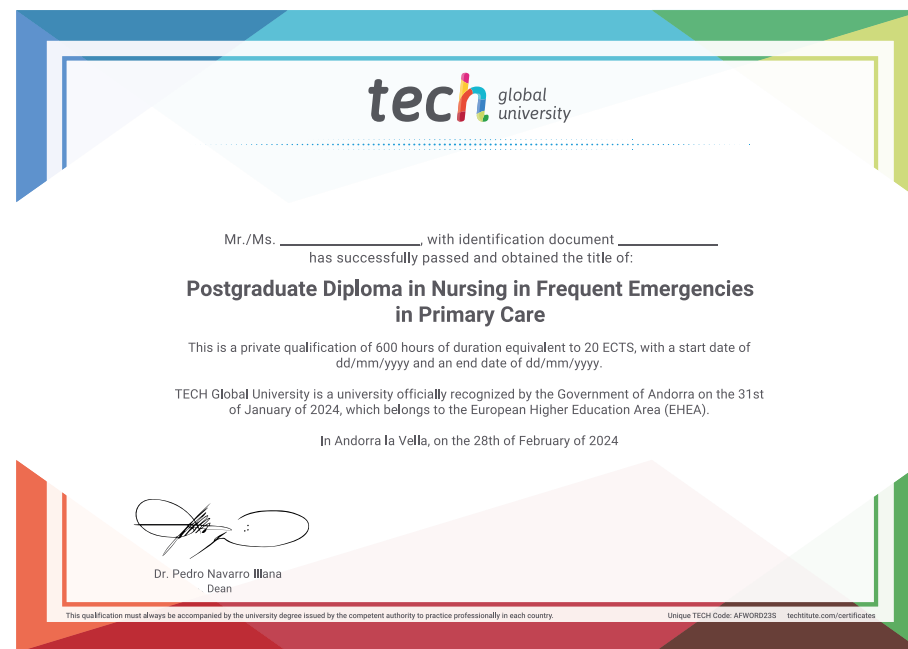 tech global university
Mr./Ms. ____________, with identification document ____________
has successfully passed and obtained the title of:
Postgraduate Diploma in Nursing in Frequent Emergencies
in Primary Care
This is a private qualification of 600 hours of duration equivalent to 20 ECTS, with a start date of
dd/mm/yyyy and an end date of dd/mm/yyyy.
TECH Global University is a university officially recognized by the Government of Andorra on the 31st
of January of 2024, which belongs to the European Higher Education Area (EHEA).
In Andorra la Vella, on the 28th of February of 2024
Dr. Pedro Navarro Illana
Dean
This qualification must always be accompanied by the university degree issued by the competent authority to practice professionally in each country. Unique TECH Code: AFWORD23S techtitute.com/certificates